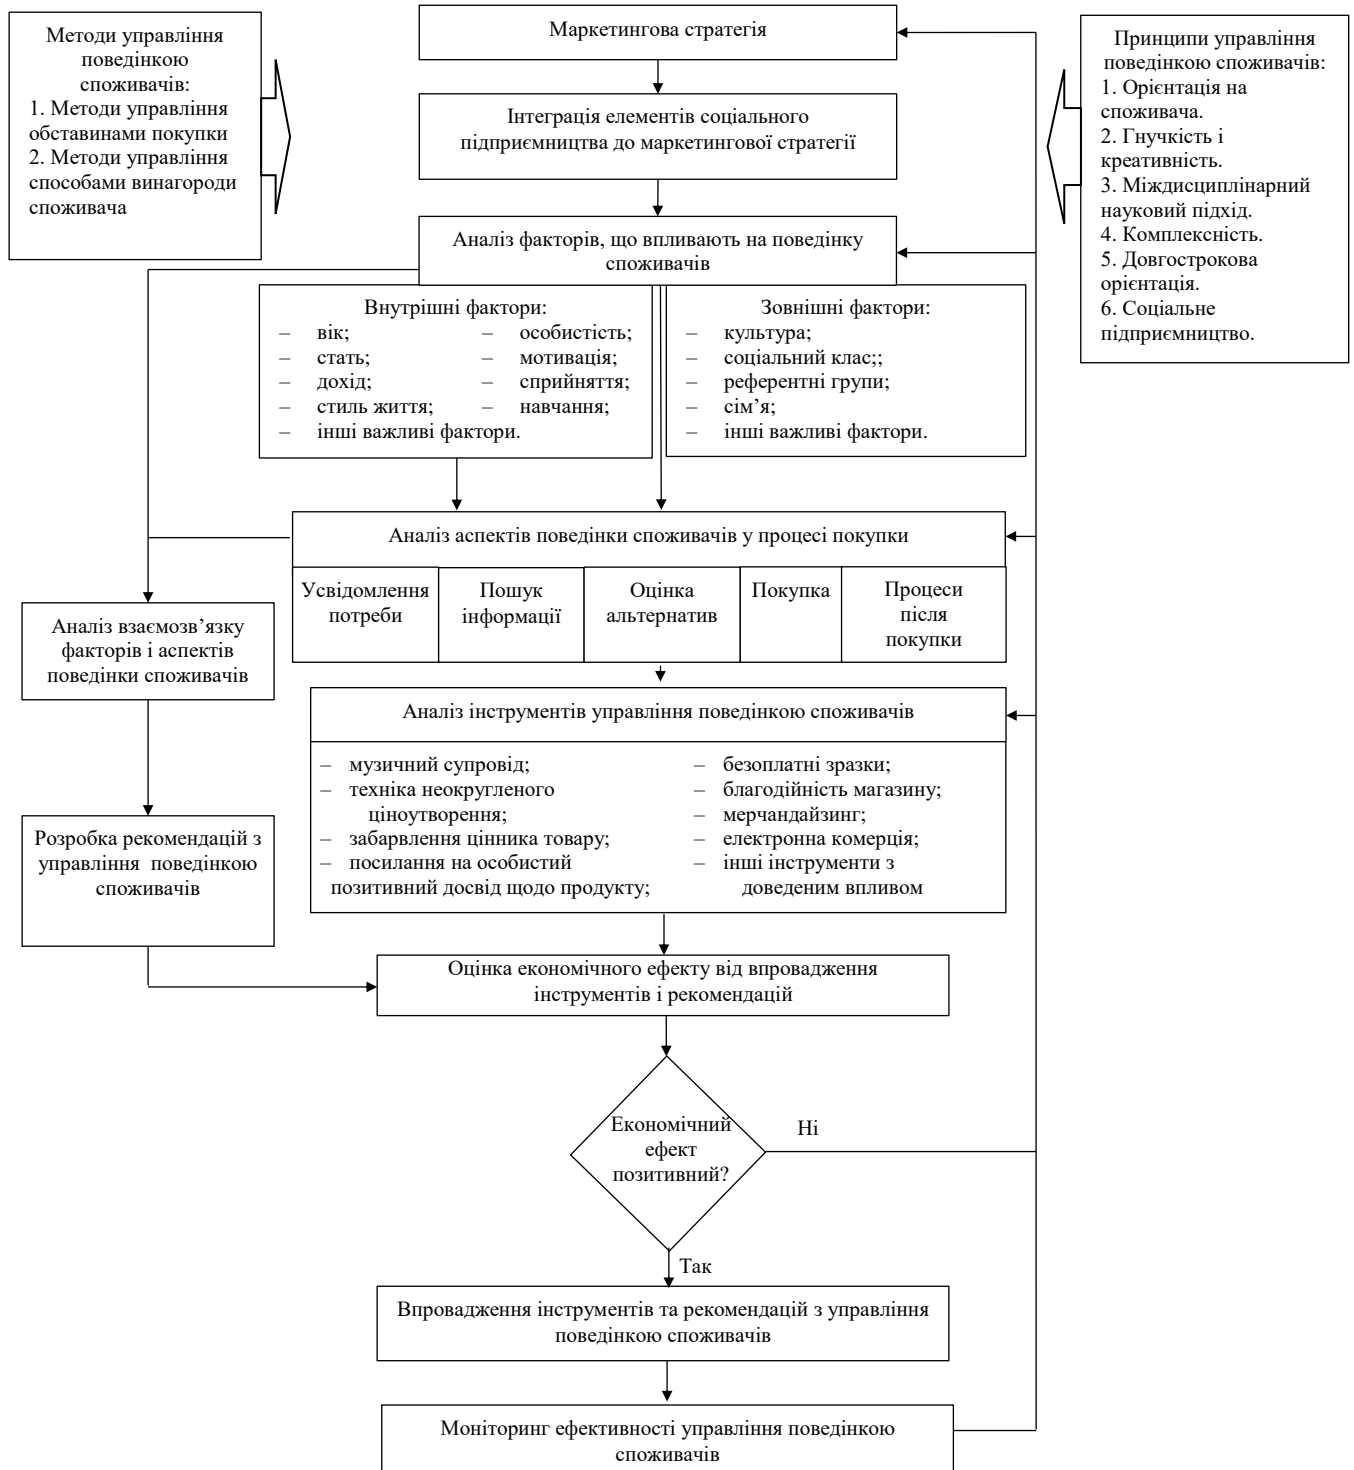 Методи управління
поведінкою
споживачів:
1. Методи управління
обставинами покупки
2. Методи управління
способами винагороди
споживача
Маркетингова стратегія
Інтеграція елементів соціального
підприємництва до маркетингової стратегії
Принципи управління
поведінкою споживачів:
1. Орієнтація на
споживача.
2. Гнучкість і
креативність.
3. Міждисциплінарний
науковий підхід.
4. Комплексність.
5. Довгострокова
орієнтація.
6. Соціальне
підприємництво.
Аналіз факторів, що впливають на поведінку
споживачів
Внутрішні фактори:
– вік;
– стать;
– дохід;
– стиль життя;
– інші важливі фактори.
– особистість;
– мотивація;
– сприйняття;
– навчання;
Зовнішні фактори:
– культура;
– соціальний клас;;
– референтні групи;
– сім’я;
– інші важливі фактори.
Аналіз аспектів поведінки споживачів у процесі покупки
Усвідомлення
потреби
Пошук
інформації
Оцінка
альтернатив
Покупка
Процеси
після
покупки
Аналіз взаємозв’язку
факторів і аспектів
поведінки споживачів
Аналіз інструментів управління поведінкою споживачів
– музичний супровід;
– техніка неокругленого
ціноутворення;
– забарвлення цінника товару;
– посилання на особистий
позитивний досвід щодо продукту;
– безоплатні зразки;
– благодійність магазину;
– мерчандайзинг;
– електронна комерція;
– інші інструменти з
доведеним впливом
Розробка рекомендацій з
управління поведінкою
споживачів
Оцінка економічного ефекту від впровадження
інструментів і рекомендацій
Економічний
ефект
позитивний?
Ні
Так
Впровадження інструментів та рекомендацій з управління
поведінкою споживачів
Моніторинг ефективності управління поведінкою
споживачів